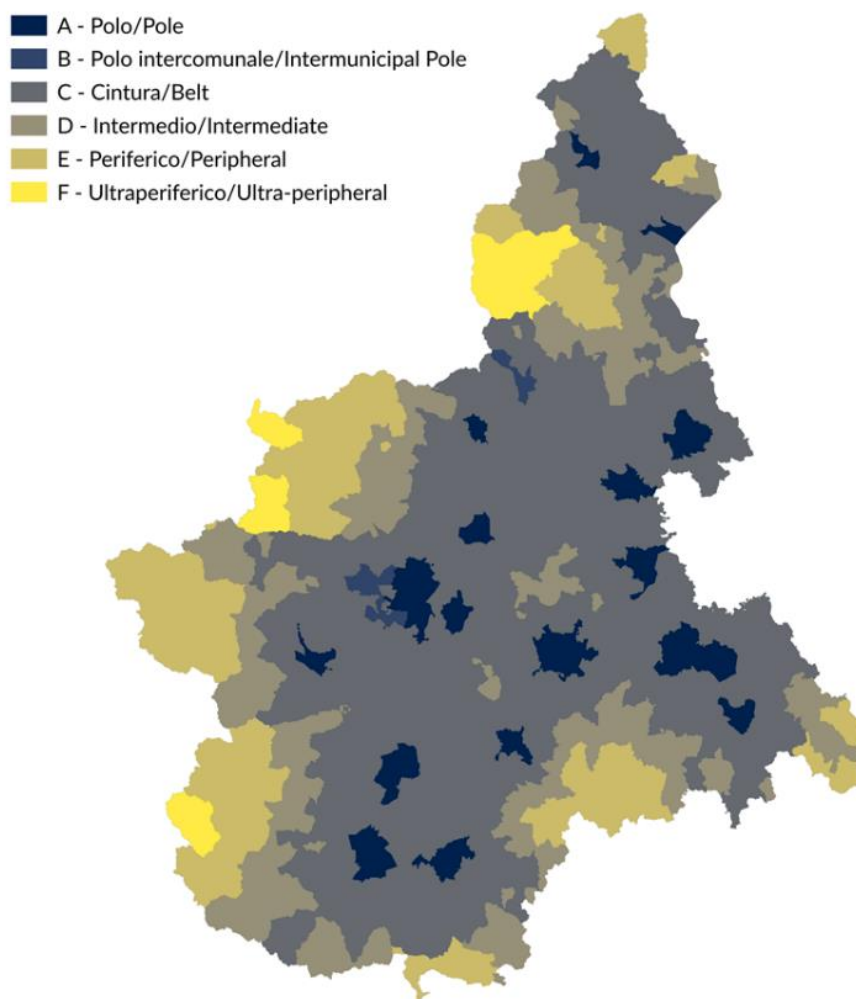 A - Polo/Pole
B - Polo intercomunale/Intermunicipal Pole
C - Cintura/Belt
D - Intermedio/Intermediate
E - Periferico/Peripheral
F - Ultraperiferico/Ultra-peripheral